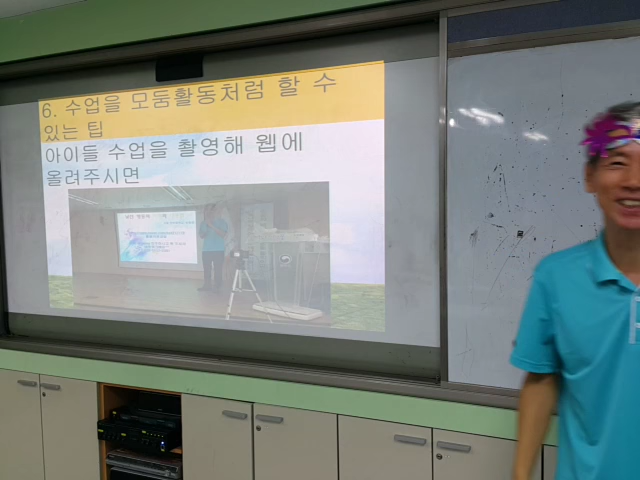 6. 수업을 모둠활동처럼 할 수
있는 팁
아이들 수업을 촬영해 웹에
올려주시면